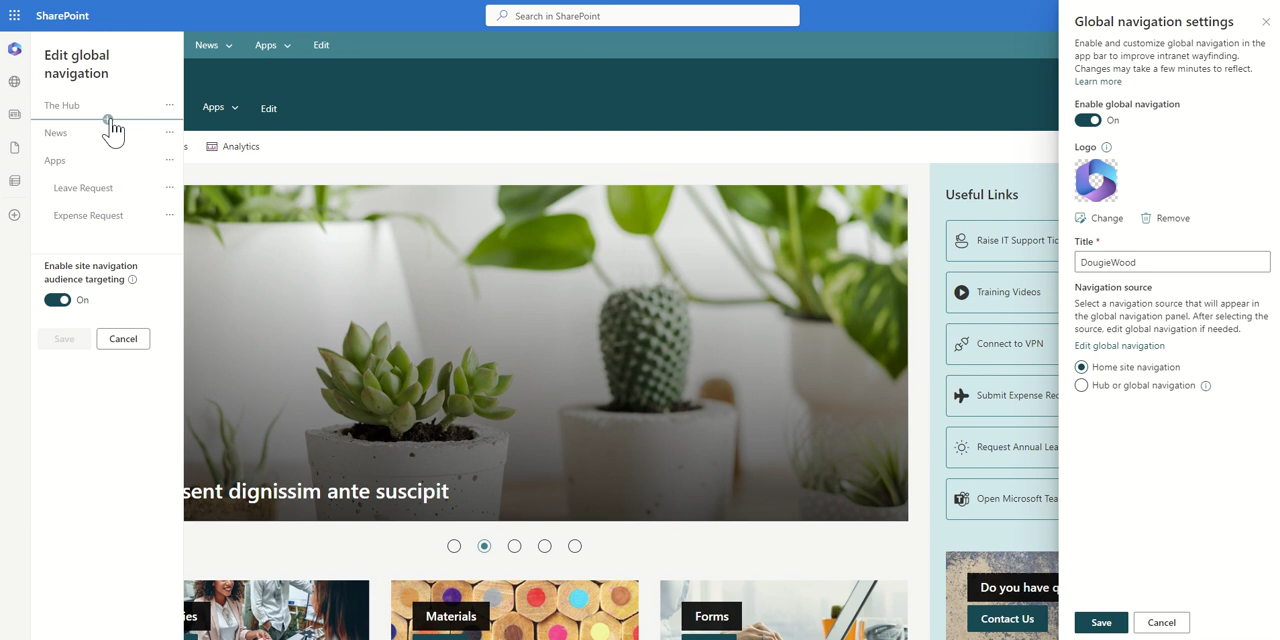 SharePoint
Search in SharePoint
Edit global
navigation
The Hub
News
Apps
Leave Request
Expense Request
Enable site navigation
audience targeting
On
Save
Cancel
News
Apps
Edit
Apps
Edit
s
Analytics
sent dignissim ante suscipit
ies
Materials
Forms
Useful Links
Raise IT Support Tic
Training Videos
Connect to VPN
Submit Expense Rec
Request Annual Lea
Open Microsoft Tea
Do you have q
Contact Us
Global navigation settings
Enable and customize global navigation in the
app bar to improve intranet wayfinding.
Changes may take a few minutes to reflect.
Learn more
Enable global navigation
On
Logo
Change
Remove
Title *
DougieWood
Navigation source
Select a navigation source that will appear in
the global navigation panel. After selecting the
source, edit global navigation if needed.
Edit global navigation
Home site navigation
Hub or global navigation
Save
Cancel